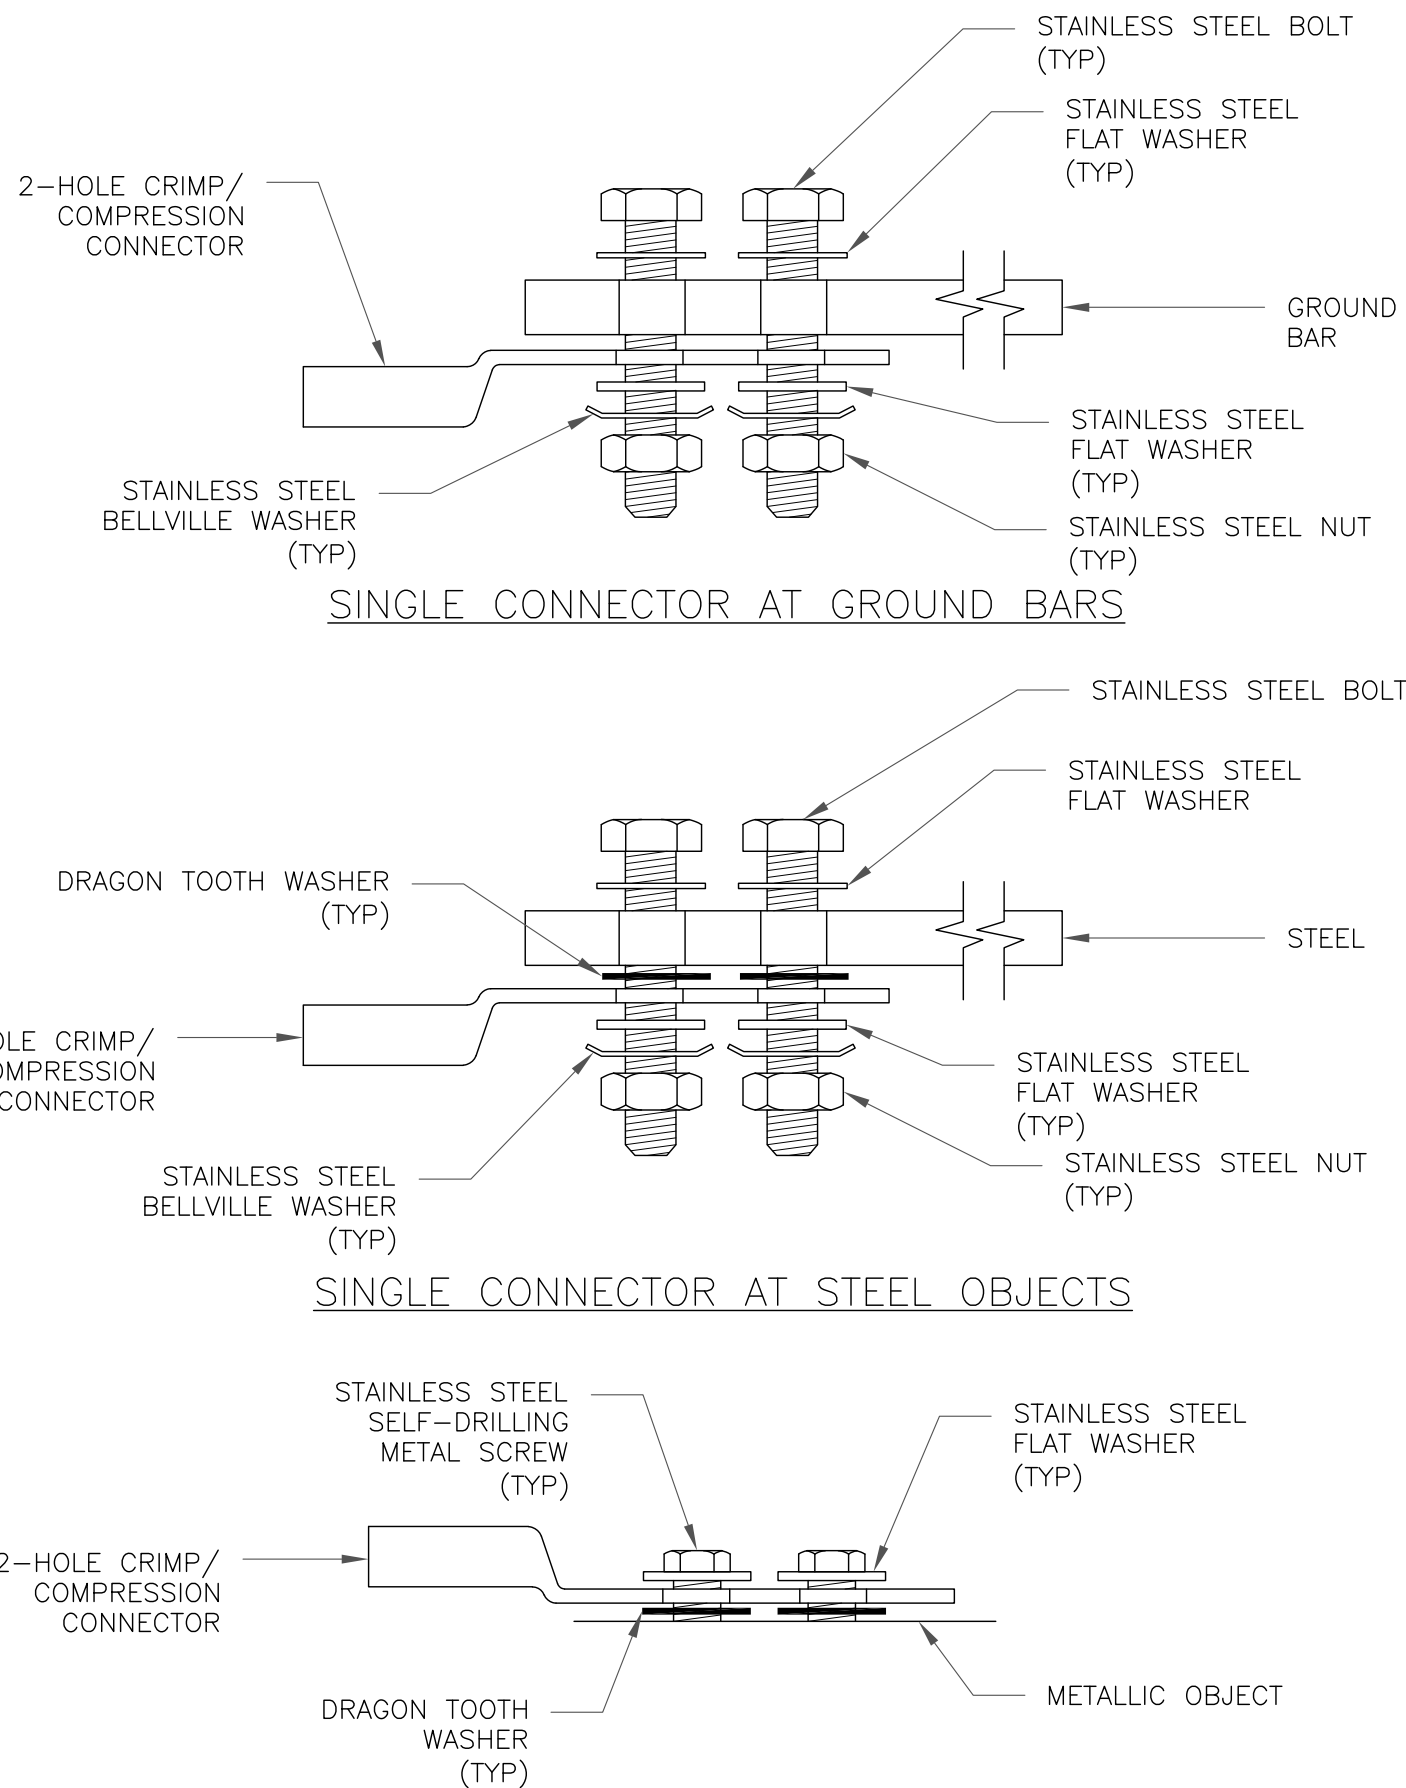 STAINLESS STEEL BOLT
(TYP)
STAINLESS STEEL
FLAT WASHER
(TYP)
2-HOLE CRIMP/
COMPRESSION
CONNECTOR
GROUND
BAR
STAINLESS STEEL
FLAT WASHER
(TYP)
STAINLESS STEEL
BELLVILLE WASHER
(TYP)
STAINLESS STEEL NUT
(TYP)
SINGLE CONNECTOR AT GROUND BARS
STAINLESS STEEL BOLT
STAINLESS STEEL
FLAT WASHER
DRAGON TOOTH WASHER
(TYP)
STEEL
OLE CRIMP/
OMPRESSION
CONNECTOR
STAINLESS STEEL
FLAT WASHER
(TYP)
STAINLESS STEEL NUT
(TYP)
STAINLESS STEEL
BELLVILLE WASHER
(TYP)
SINGLE CONNECTOR AT STEEL OBJECTS
STAINLESS STEEL
SELF-DRILLING
METAL SCREW
(TYP)
STAINLESS STEEL
FLAT WASHER
(TYP)
2-HOLE CRIMP/
COMPRESSION
CONNECTOR
METALLIC OBJECT
DRAGON TOOTH
WASHER
(TYP)